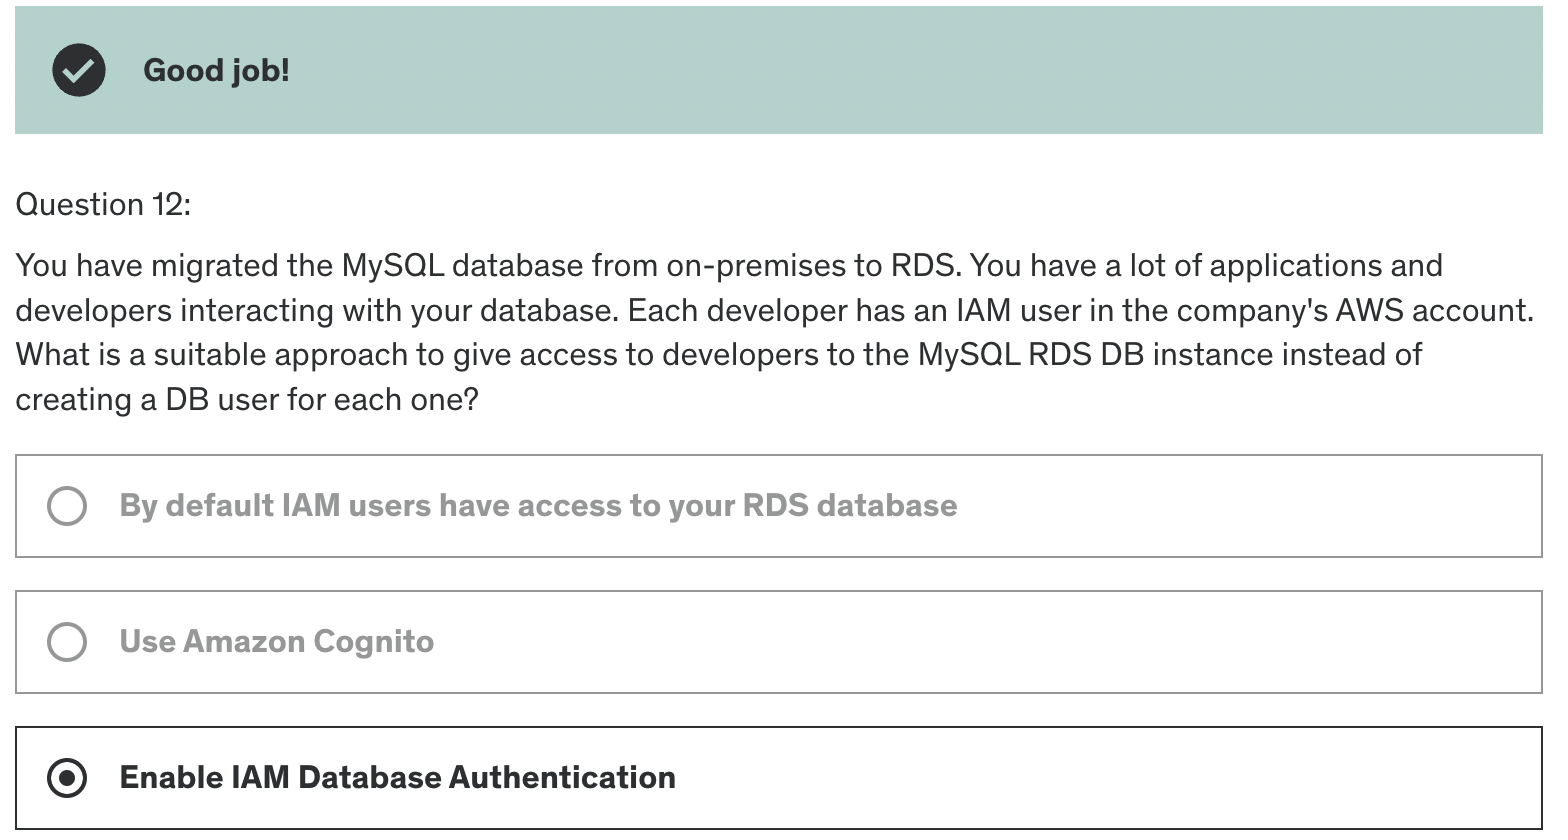 Good job!
Question 12:
You have migrated the MySQL database from on-premises to RDS. You have a lot of applications and
developers interacting with your database. Each developer has an IAM user in the company's AWS account.
What is a suitable approach to give access to developers to the MySQL RDS DB instance instead of
creating a DB user for each one?
By default IAM users have access to your RDS database
Use Amazon Cognito
Enable IAM Database Authentication